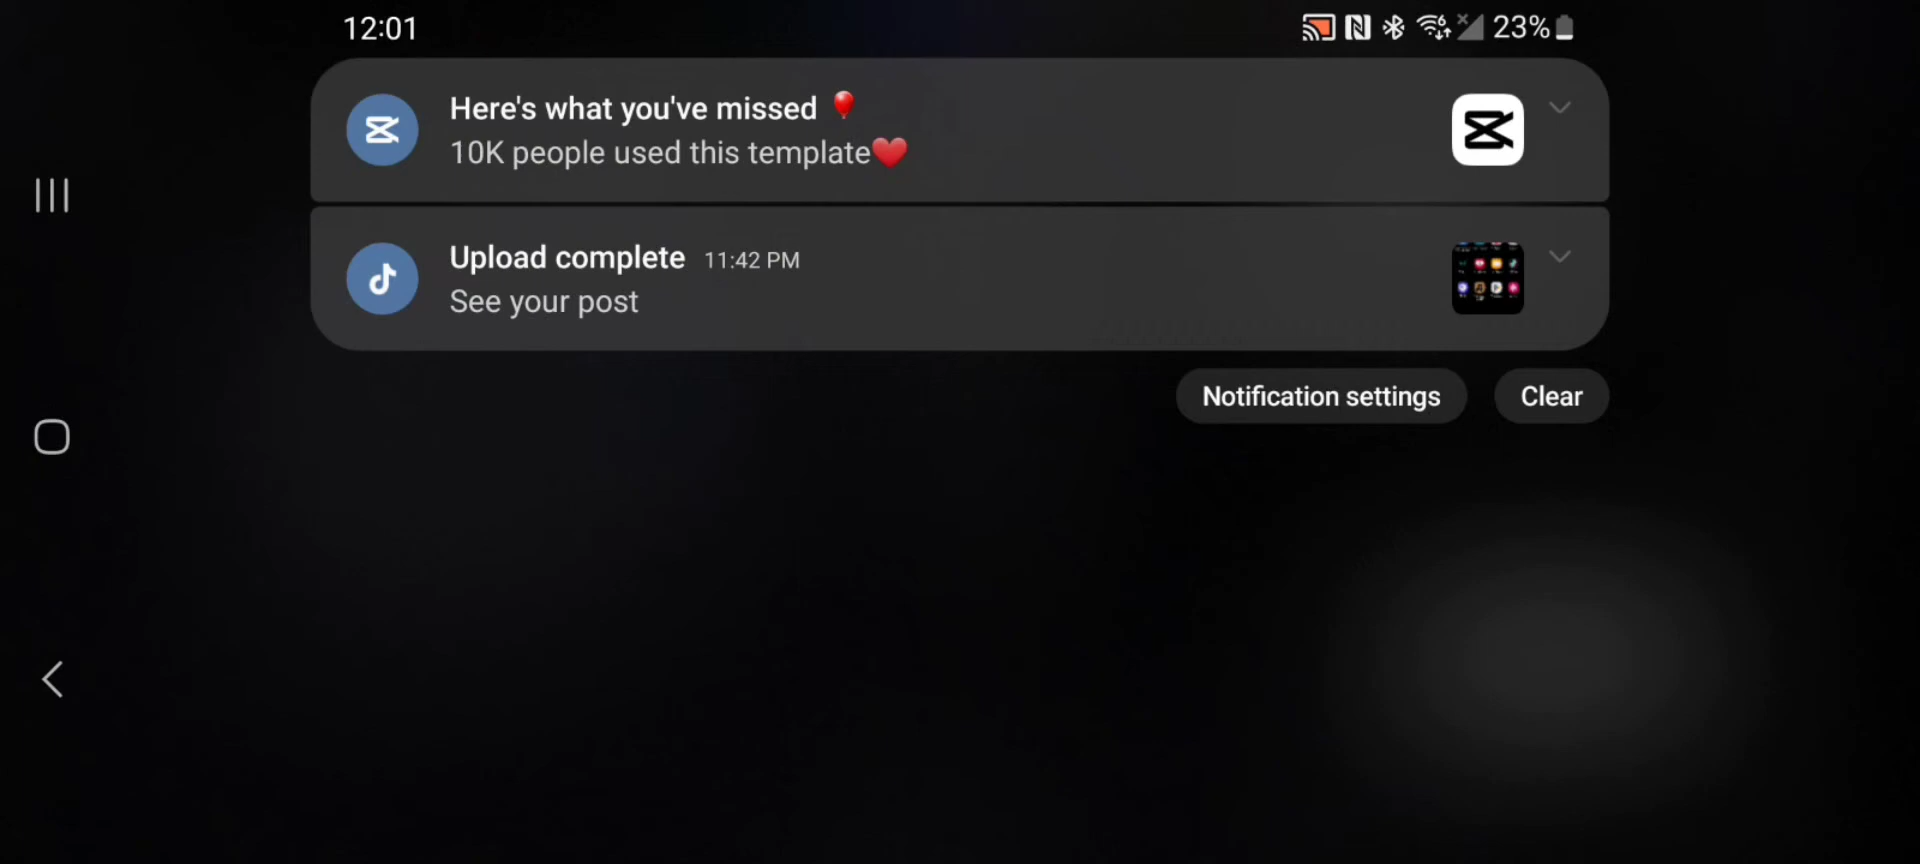 12:01
23%
Here's what you've missed 🎈
10K people used this template❤️
Upload complete 11:42 PM
See your post
Notification settings
Clear